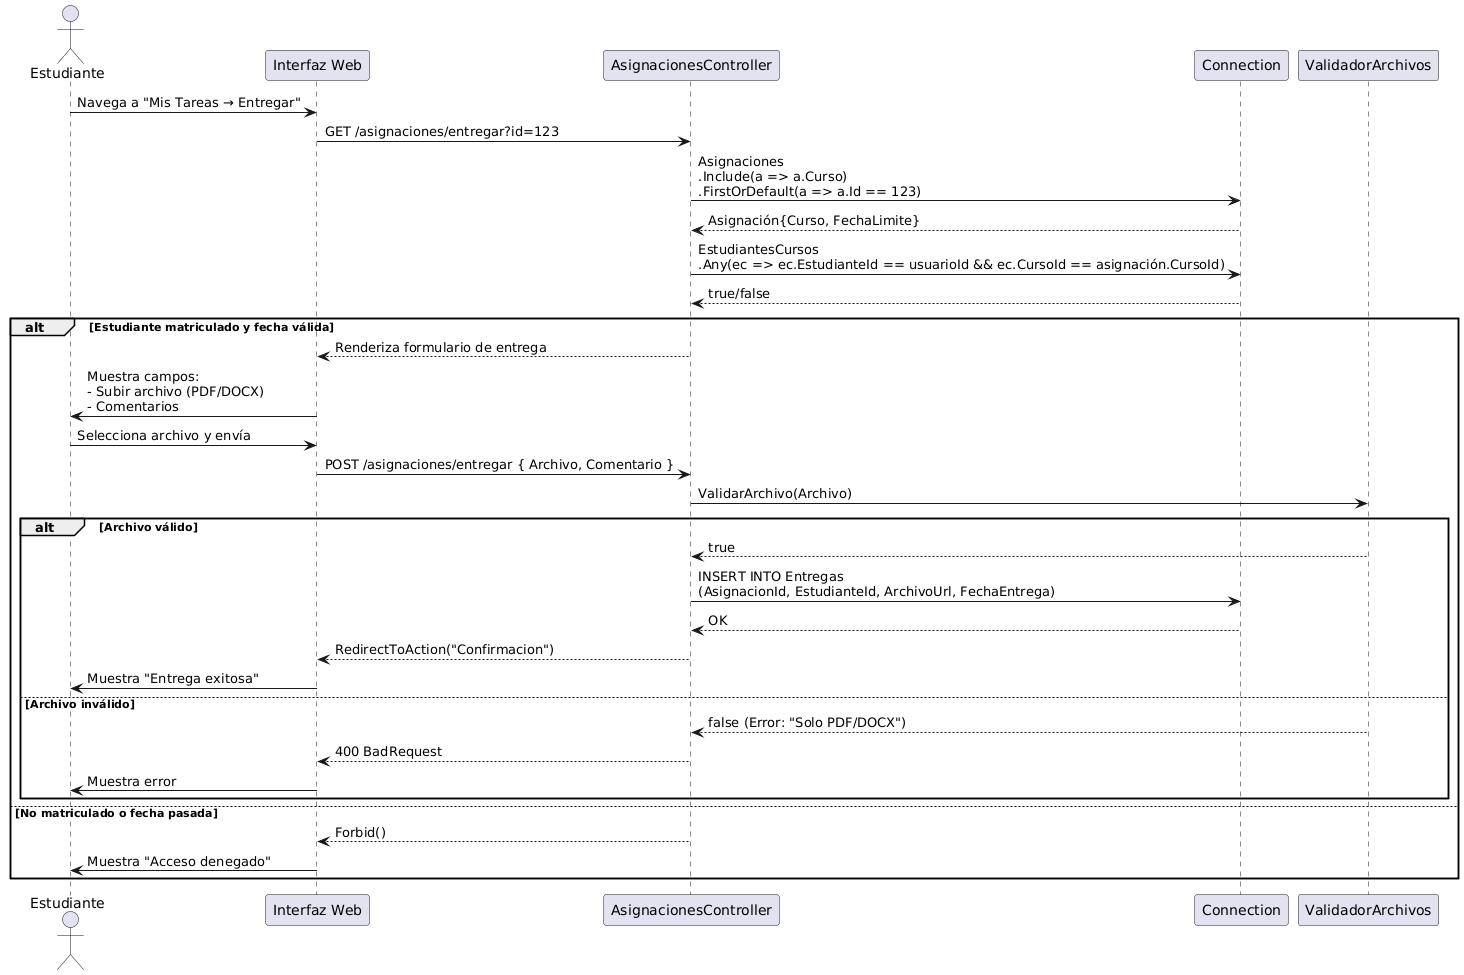 Estudiante
Interfaz Web
AsignacionesController
Connection
ValidadorArchivos
Navega a "Mis Tareas → Entregar"
GET /asignaciones/entregar?id=123
Asignaciones
.Include(a => a.Curso)
.FirstOrDefault(a => a.Id == 123)
Asignación{Curso, FechaLimite}
EstudiantesCursos
.Any(ec => ec.EstudianteId == usuarioId && ec.CursoId == asignación.CursoId)
true/false
alt [Estudiante matriculado y fecha válida]
Renderiza formulario de entrega
Muestra campos:
- Subir archivo (PDF/DOCX)
- Comentarios
Selecciona archivo y envía
POST /asignaciones/entregar { Archivo, Comentario }
ValidarArchivo(Archivo)
alt [Archivo válido]
true
INSERT INTO Entregas
(AsignacionId, EstudianteId, ArchivoUrl, FechaEntrega)
OK
RedirectToAction("Confirmacion")
Muestra "Entrega exitosa"
[Archivo inválido]
false (Error: "Solo PDF/DOCX")
400 BadRequest
Muestra error
[No matriculado o fecha pasada]
Forbid()
Muestra "Acceso denegado"
Estudiante
Interfaz Web
AsignacionesController
Connection
ValidadorArchivos